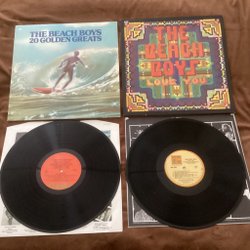 THE BEACH BOYS
20 GOLDEN GREATS
THE
BEACH
BOYS
LOVE YOU